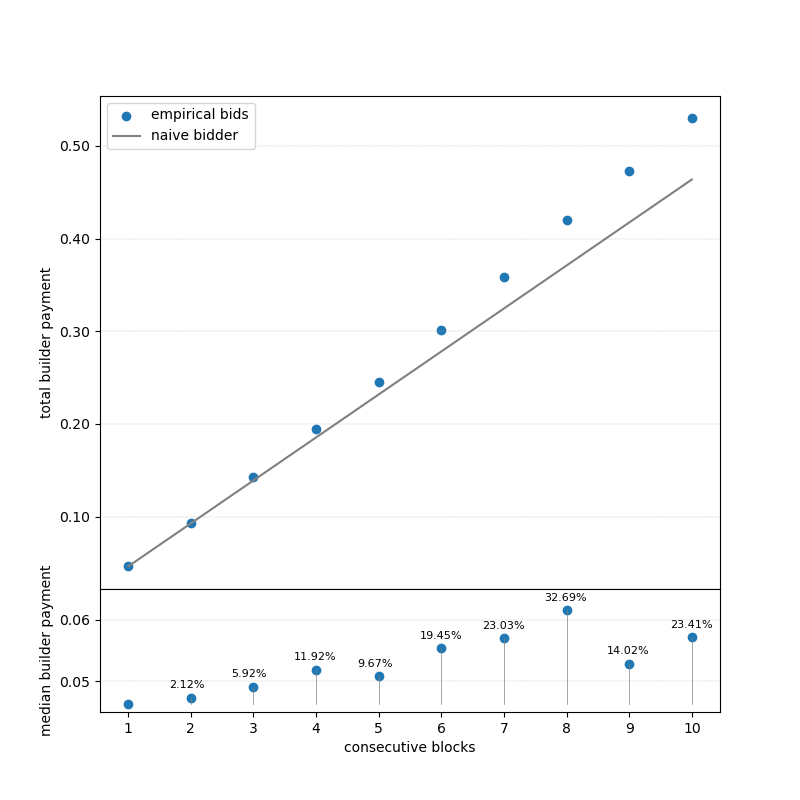 empirical bids
naive bidder
total builder payment
0.50
0.40
0.30
0.20
0.10
median builder payment
0.06
0.05
2.12%
5.92%
11.92%
9.67%
19.45%
23.03%
32.69%
14.02%
23.41%
1 2 3 4 5 6 7 8 9 10
consecutive blocks